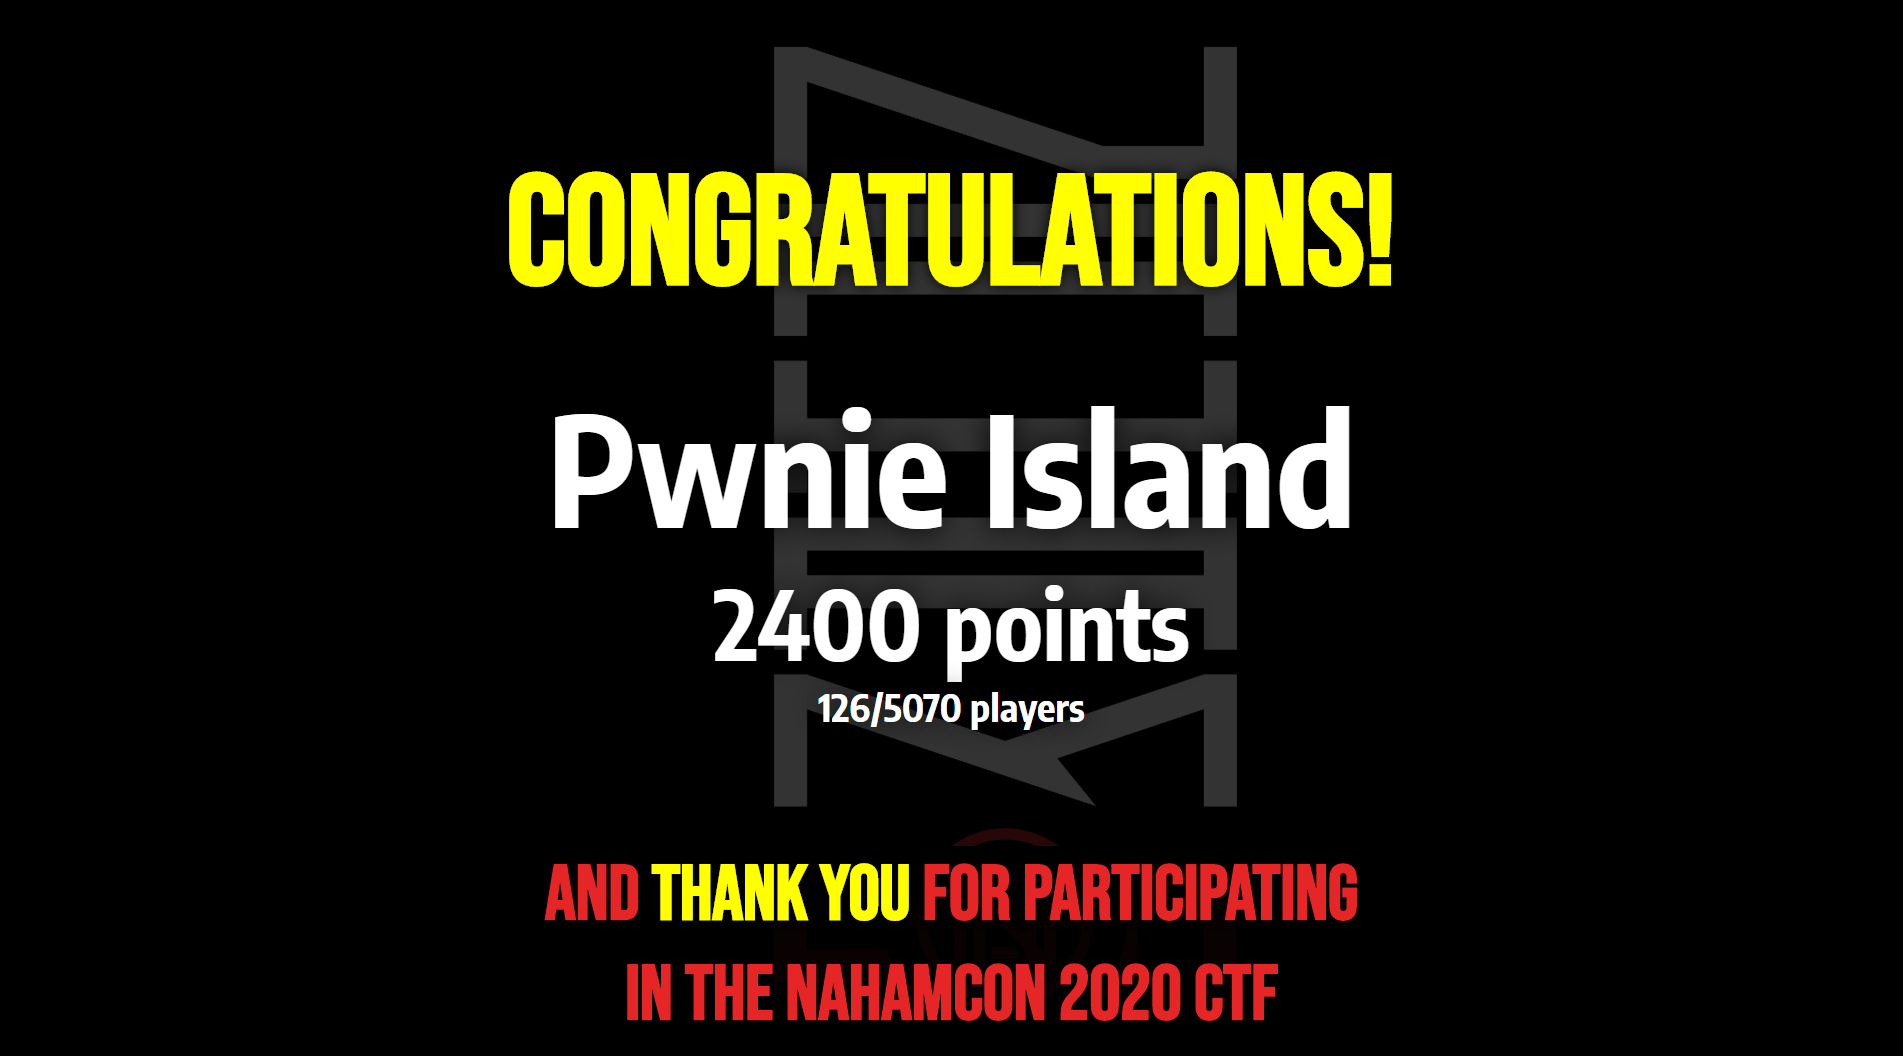 CONGRATULATIONS!
Pwnie Island
2400 points
126/5070 players
AND THANK YOU FOR PARTICIPATING
IN THE NAHAMCON 2020 CTF